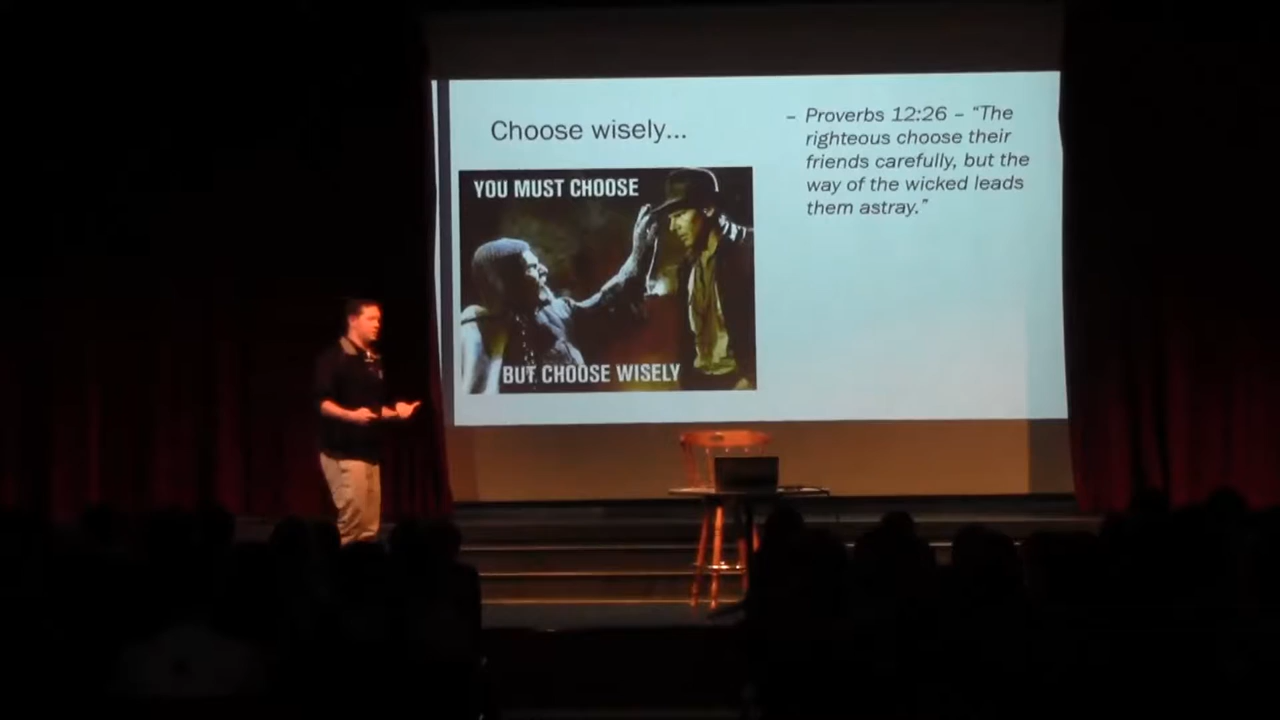 Choose wisely...
YOU MUST CHOOSE
BUT CHOOSE WISELY
– Proverbs 12:26 – “The
righteous choose their
friends carefully, but the
way of the wicked leads
them astray.”